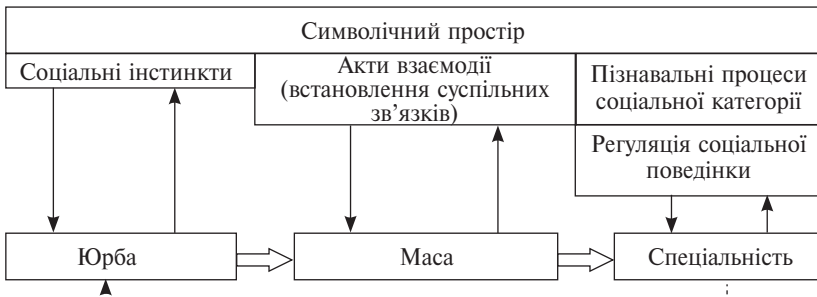 Символічний простір
Соціальні інстинкти
Акти взаємодії
(встановлення суспільних
зв'язків)
Пізнавальні процеси
соціальної категорії
Регуляція соціальної
поведінки
Юрба
Маса
Спеціальність